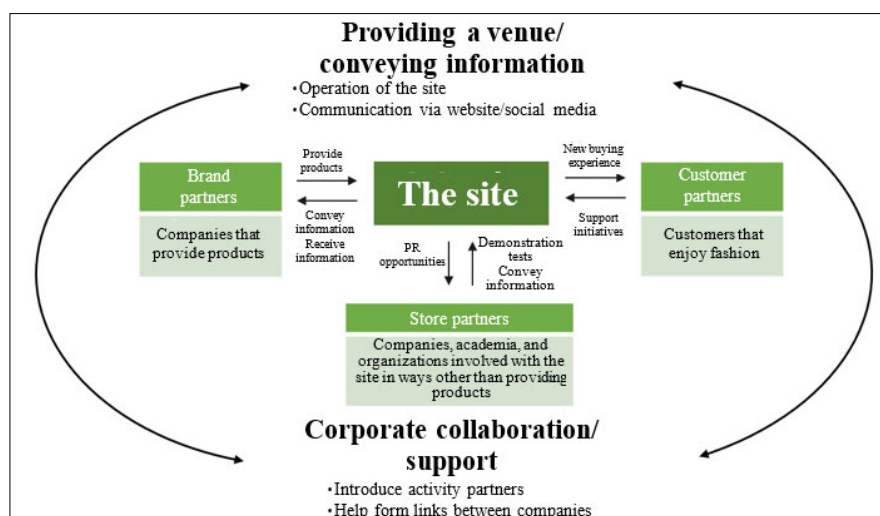 Providing a venue/
conveying information
・Operation of the site
・Communication via website/social media
Provide
products
New buying
experience
Brand
partners
The site
Customer
partners
Convey
information
Receive
information
Support
initiatives
Companies that
provide products
Customers that
enjoy fashion
PR
opportunities
Demonstration
tests
Convey
information
Store partners
Companies, academia, and
organizations involved with the
site in ways other than providing
products
Corporate collaboration/
support
・Introduce activity partners
・Help form links between companies